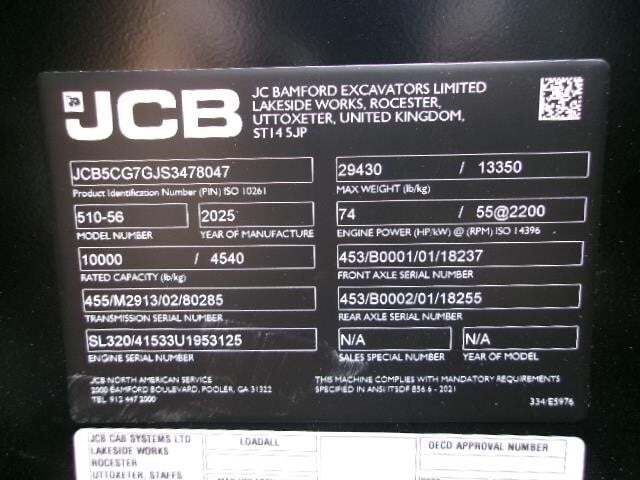 JCB
JC BAMFORD EXCAVATORS LIMITED
LAKESIDE WORKS, ROCESTER,
UTTOXETER, UNITED KINGDOM,
ST14 5JP
JCB5CG7GJS3478047
Product Identification Number (PIN) ISO 10261
510-56 2025
MODEL NUMBER YEAR OF MANUFACTURE
10000 / 4540
RATED CAPACITY (lb/kg)
455/M2913/02/80285
TRANSMISSION SERIAL NUMBER
SL320/41533U1953125
ENGINE SERIAL NUMBER
29430 / 13350
MAX WEIGHT (lb/kg)
74 / 55@2200
ENGINE POWER (HP/kW) @ (RPM) ISO 14396
453/B0001/01/18237
FRONT AXLE SERIAL NUMBER
453/B0002/01/18255
REAR AXLE SERIAL NUMBER
N/A N/A
SALES SPECIAL NUMBER YEAR OF MODEL
JCB NORTH AMERICAN SERVICE
2000 BAMFORD BOULEVARD, POOLER, GA 31322
TEL 912 447 2000
THIS MACHINE COMPLIES WITH MANDATORY REQUIREMENTS
SPECIFIED IN ANSI ITSDF B56.6 - 2021
334/E5976
JCB CAB SYSTEMS LTD
LAKESIDE WORKS
ROCESTER
UTTOXETER, STAFFS
LOADALL
OECD APPROVAL NUMBER